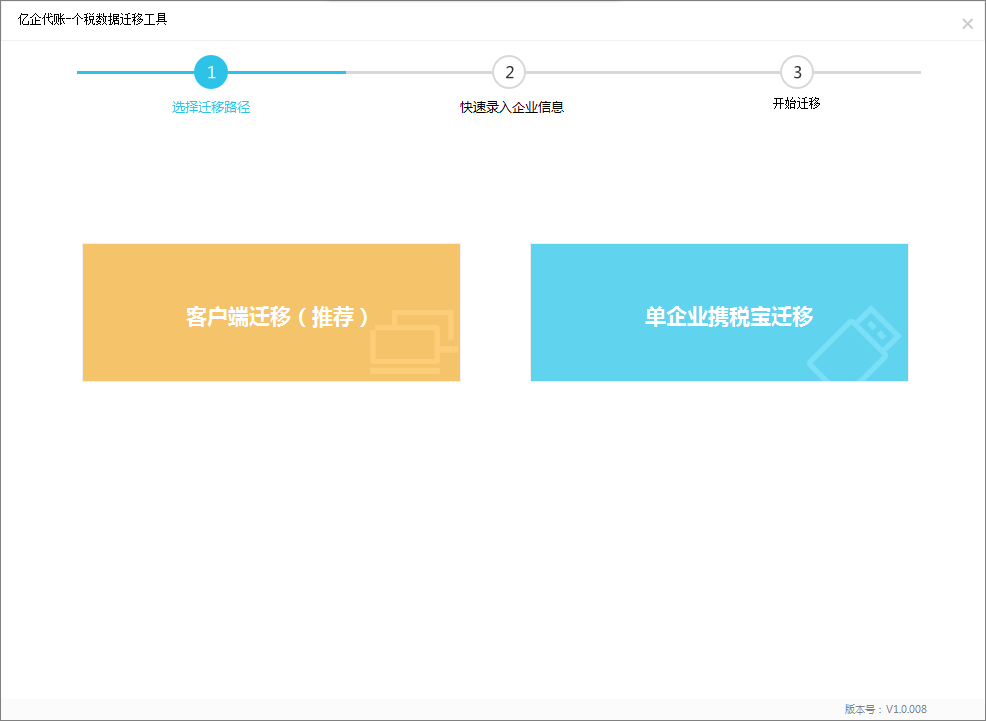 亿企代账-个税数据迁移工具
1
2
3
选择迁移路径
快速录入企业信息
开始迁移
客户端迁移（推荐）
单企业携税宝迁移
版本号：V1.0.008